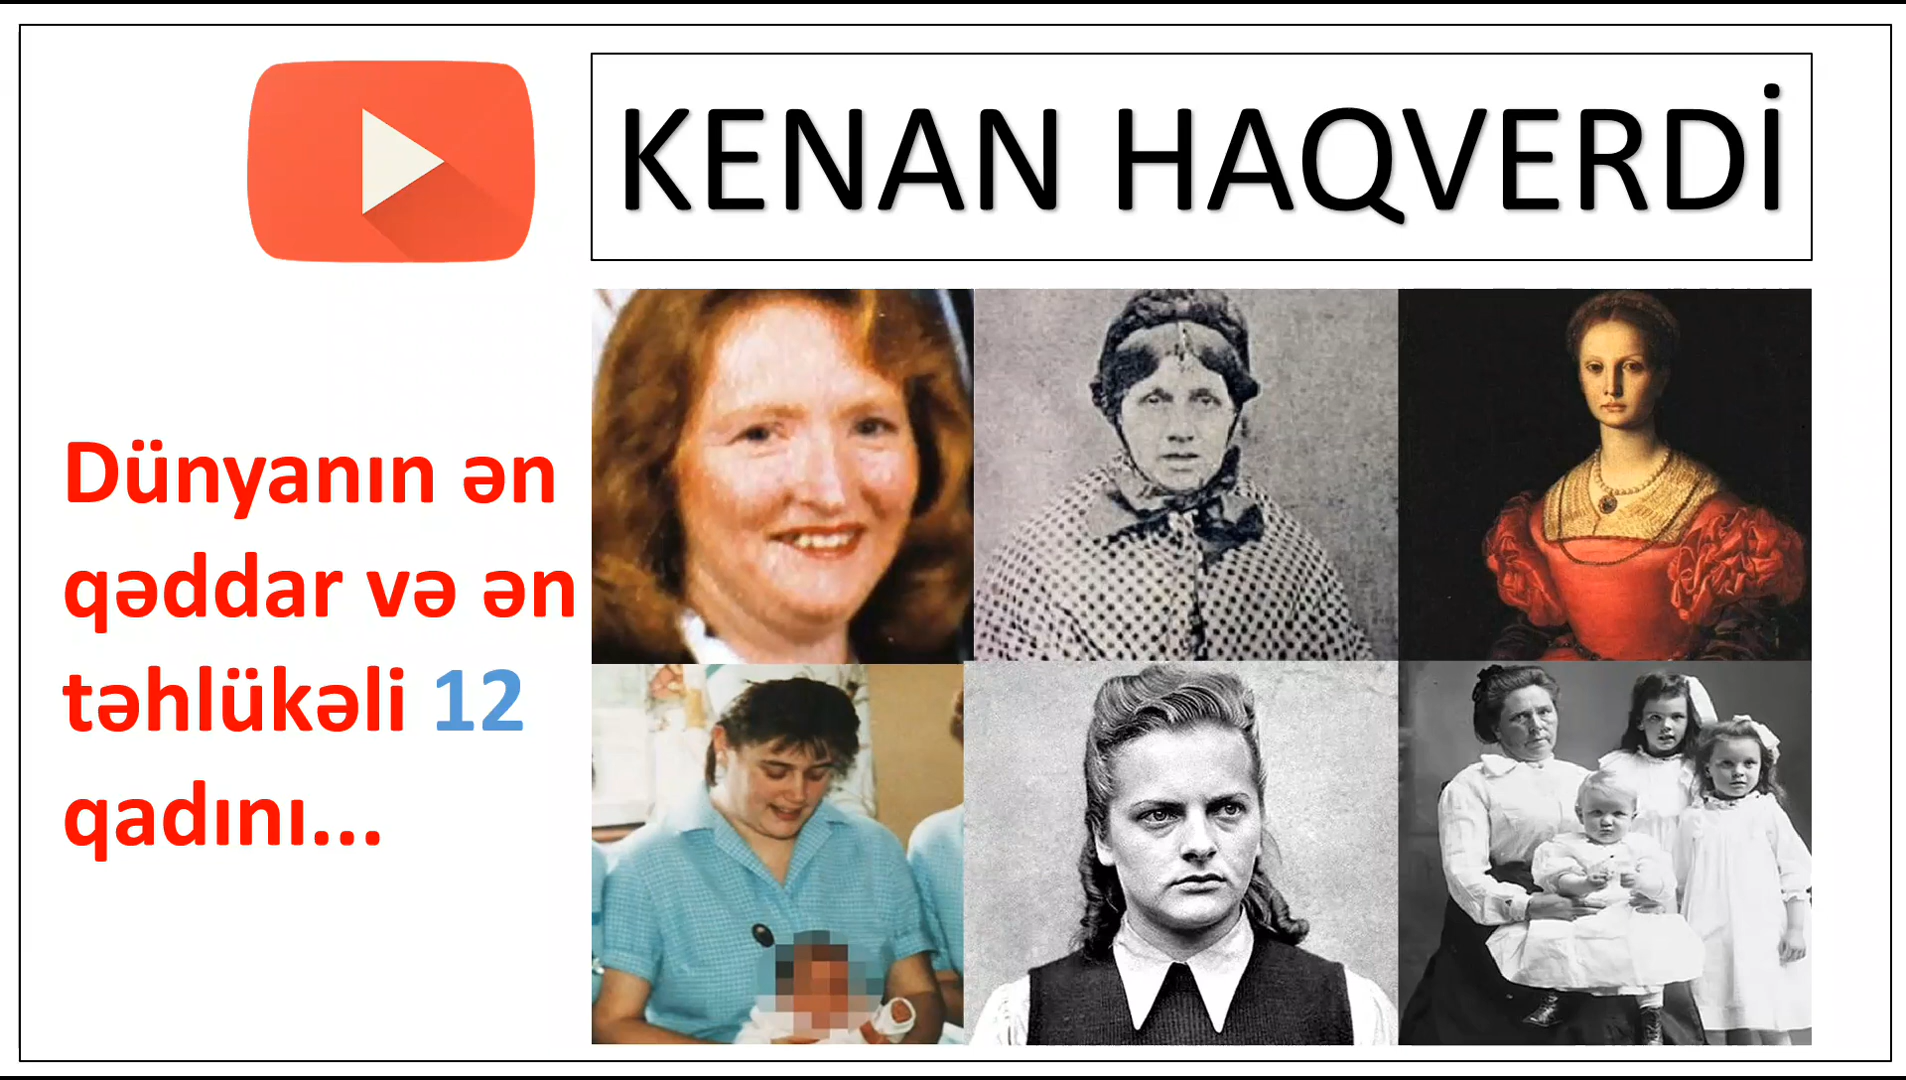 KENAN HAQVERDİ
Dünyanın ən
qəddar və ən
təhlükəli 12
qadını...